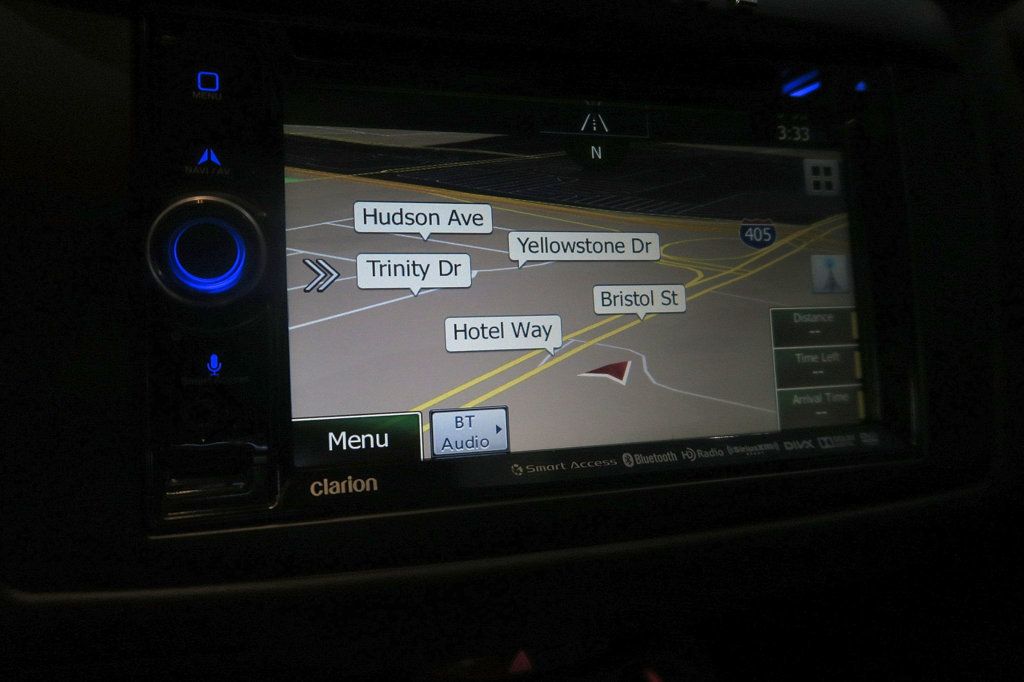 MENU
3:33
NAVI / AV
N
Hudson Ave
405
Yellowstone Dr
Trinity Dr
Bristol St
Distance
--
Hotel Way
Time Left
--
Arrival Time
--
BT
Audio
Menu
Smart Access Bluetooth HD Radio SiriusXM DIVX
Clarion